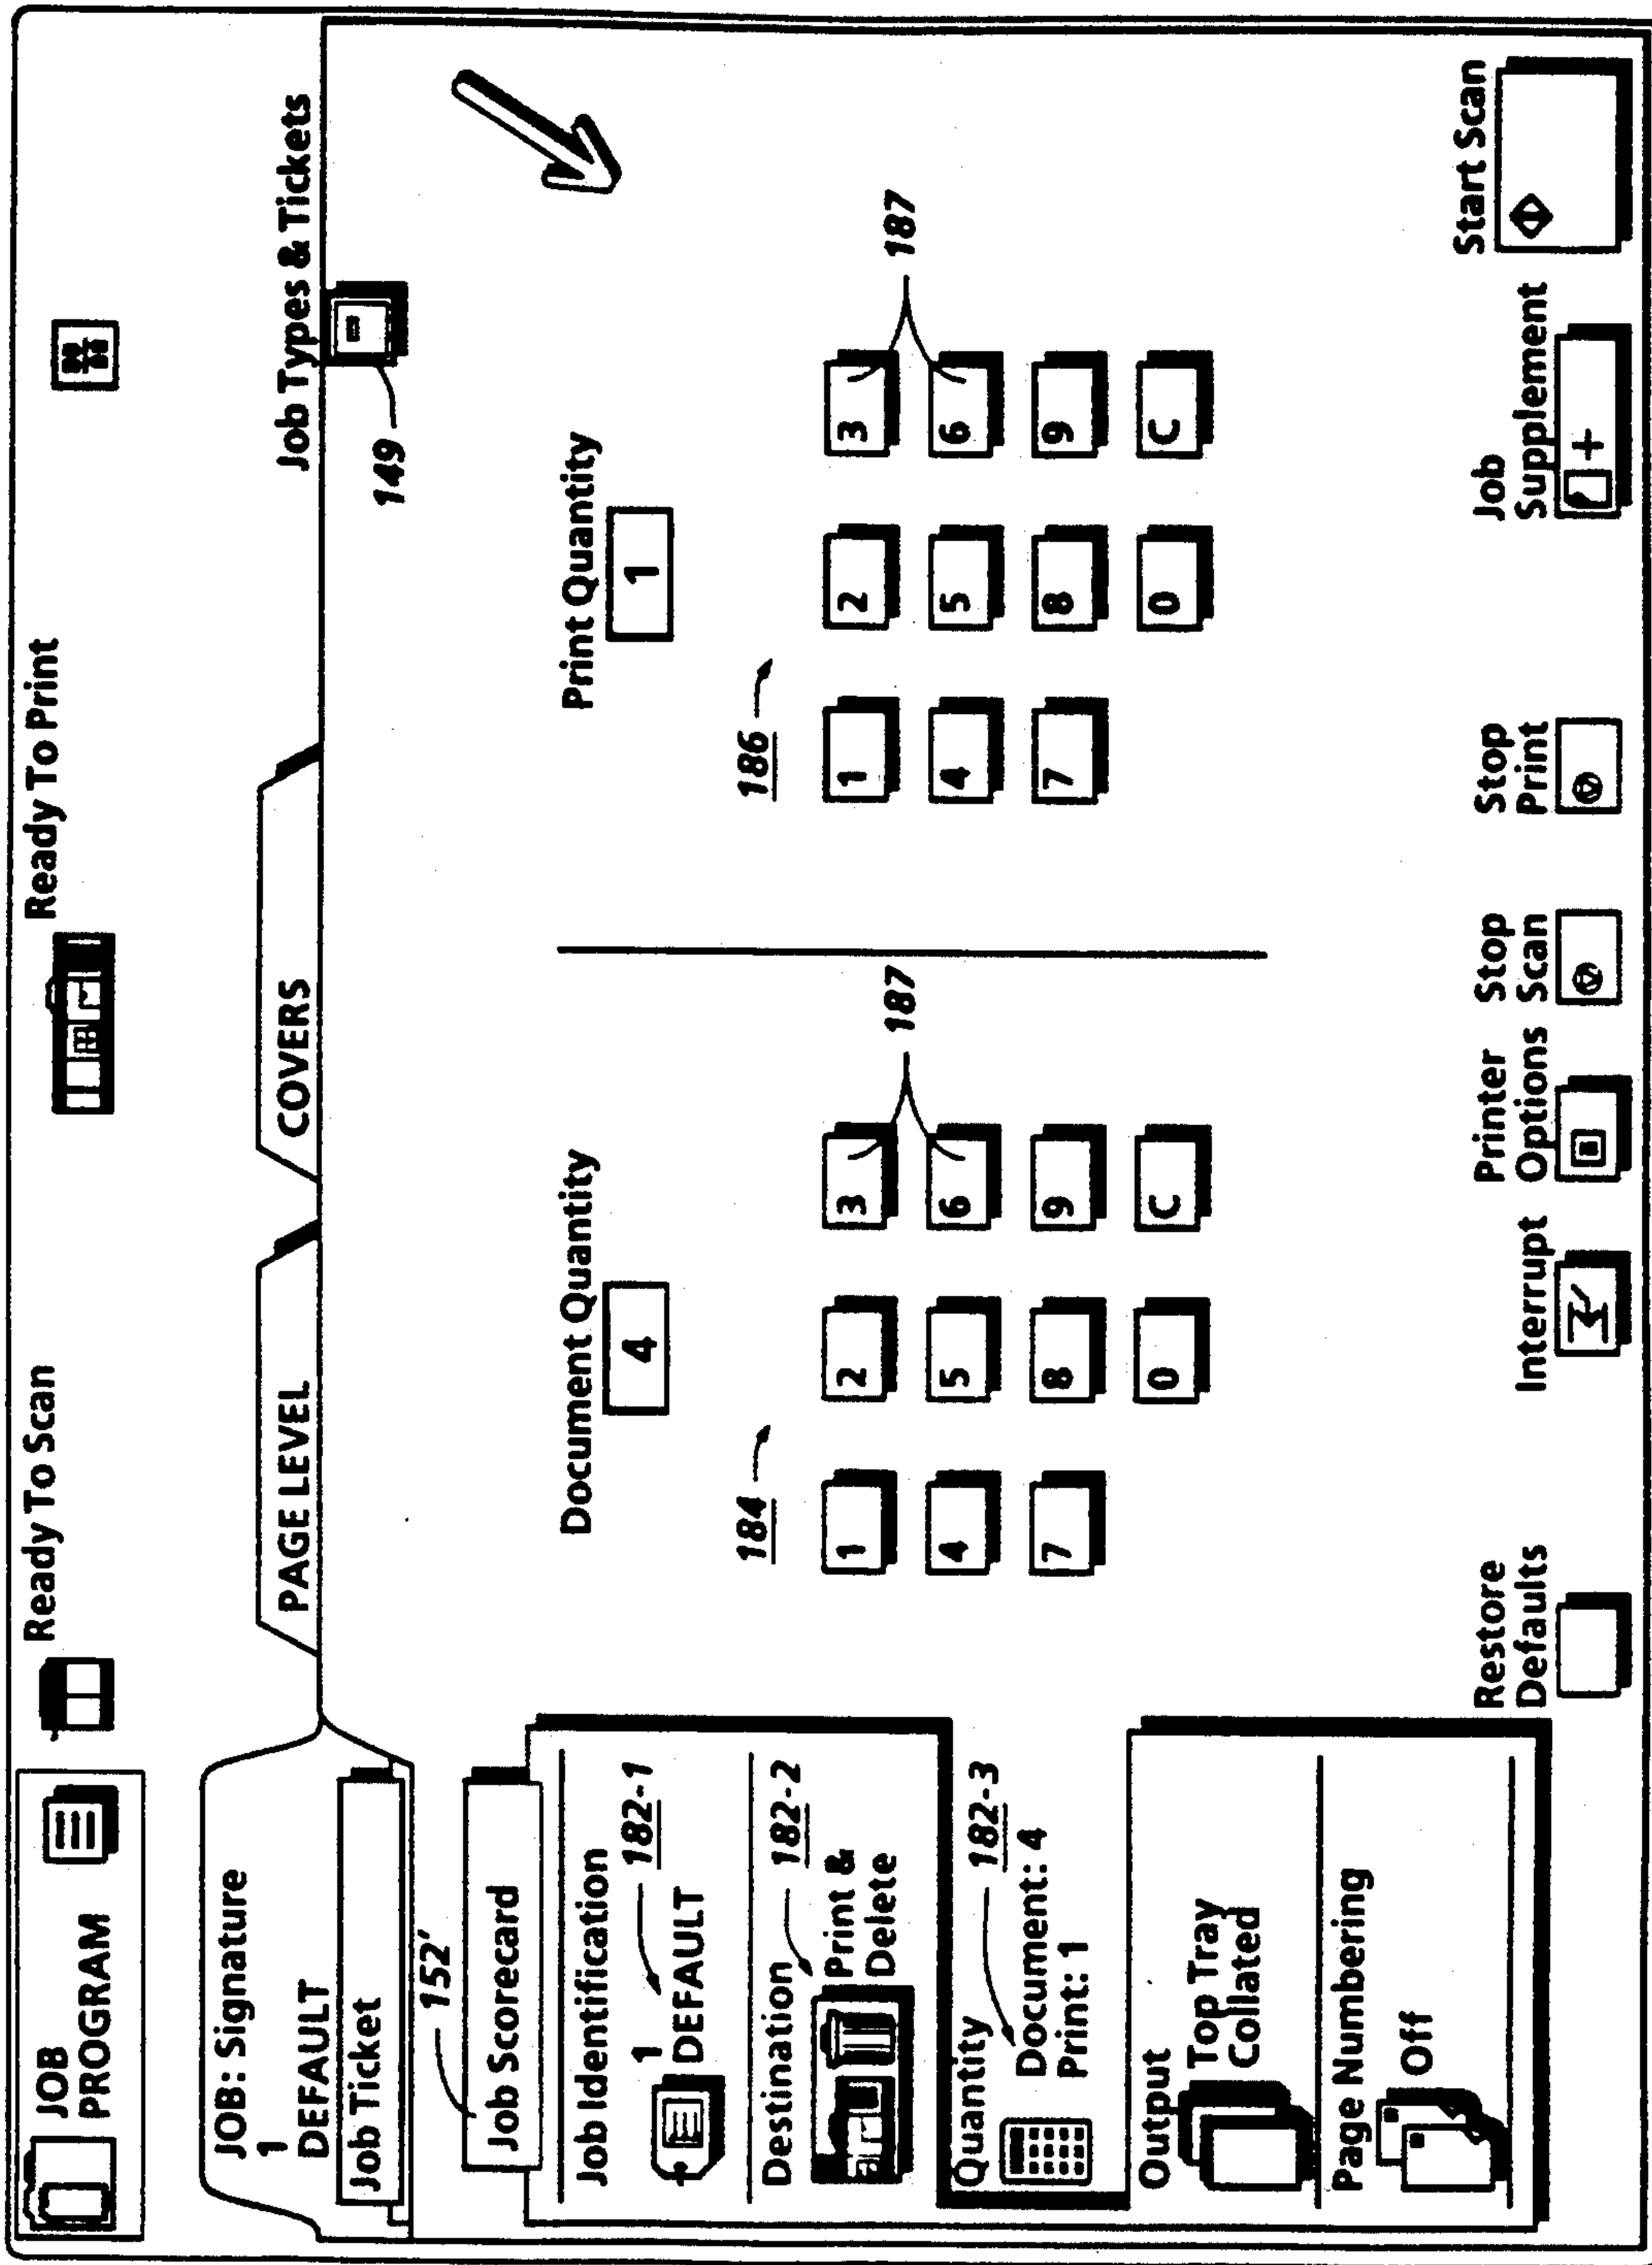 JOB
PROGRAM
Ready To Scan
Ready To Print
JOB: Signature
1
DEFAULT
PAGE LEVEL
COVERS
Job Types & Tickets
Job Ticket
149
152'
Job Scorecard
Job Identification
182-1
1
DEFAULT
Destination
182-2
Print &
Delete
Quantity
182-3
Document: 4
Print: 1
Output
Top Tray
Collated
Page Numbering
Off
Document Quantity
4
184
187
1 2 3
4 5 6
7 8 9
0 C
Print Quantity
1
186
187
1 2 3
4 5 6
7 8 9
0 C
Restore
Defaults
Interrupt
Printer
Options
Stop
Scan
Stop
Print
Job
Supplement
+
Start Scan